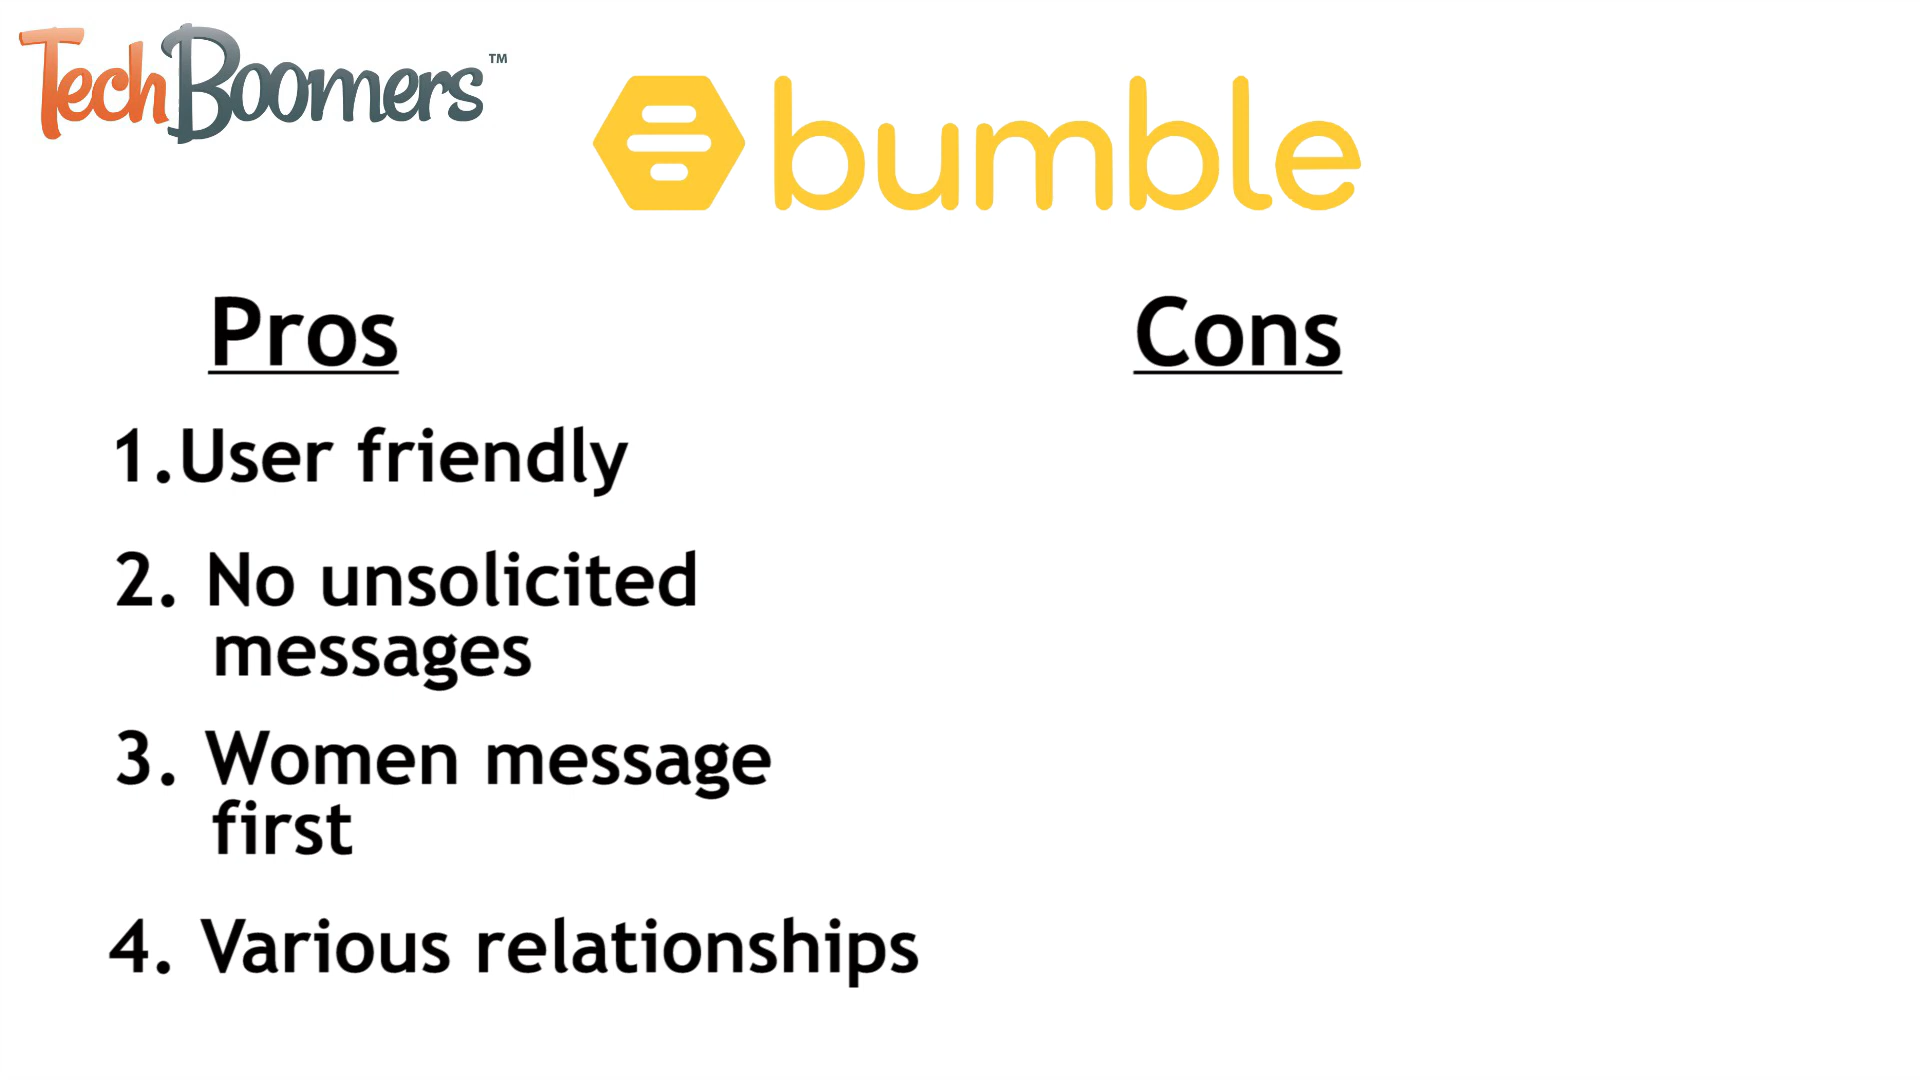 TechBoomers™
bumble
Pros
Cons
1.User friendly
2. No unsolicited
messages
3. Women message
first
4. Various relationships